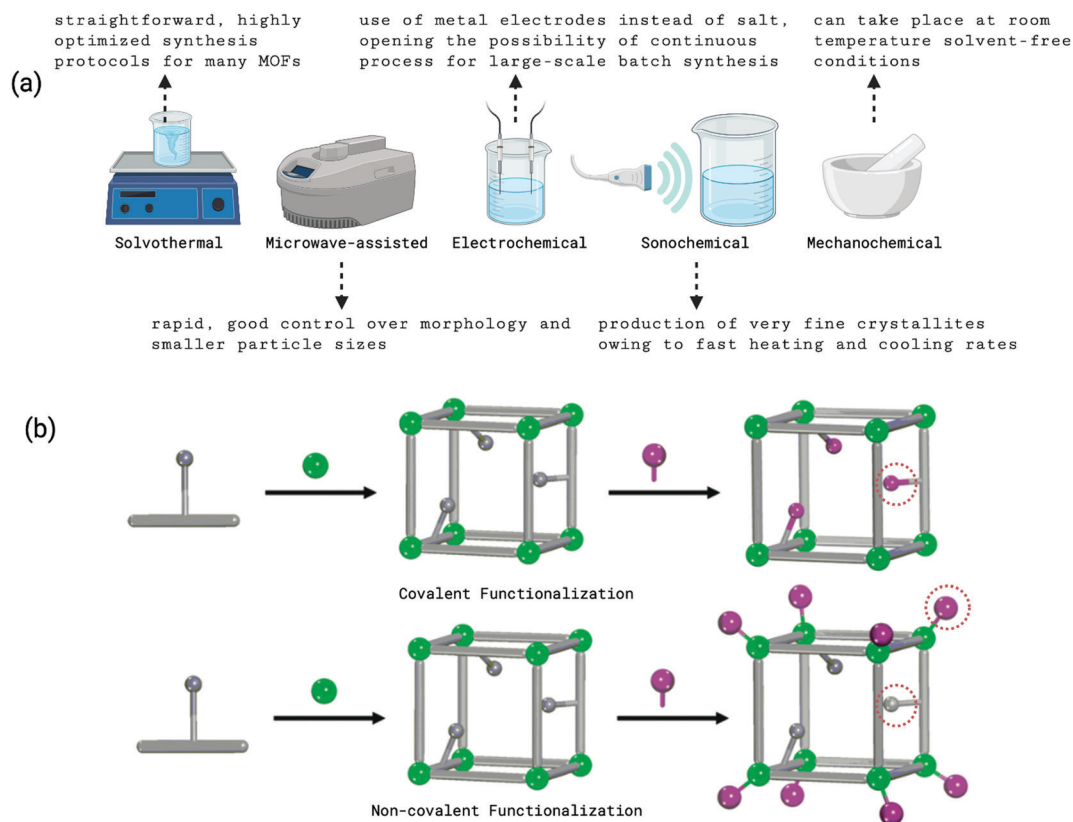 straightforward, highly
optimized synthesis
protocols for many MOFs
use of metal electrodes instead of salt,
opening the possibility of continuous
process for large-scale batch synthesis
can take place at room
temperature solvent-free
conditions
(a)
Solvothermal
Microwave-assisted
Electrochemical
Sonochemical
Mechanochemical
rapid, good control over morphology and
smaller particle sizes
production of very fine crystallites
owing to fast heating and cooling rates
(b)
Covalent Functionalization
Non-covalent Functionalization